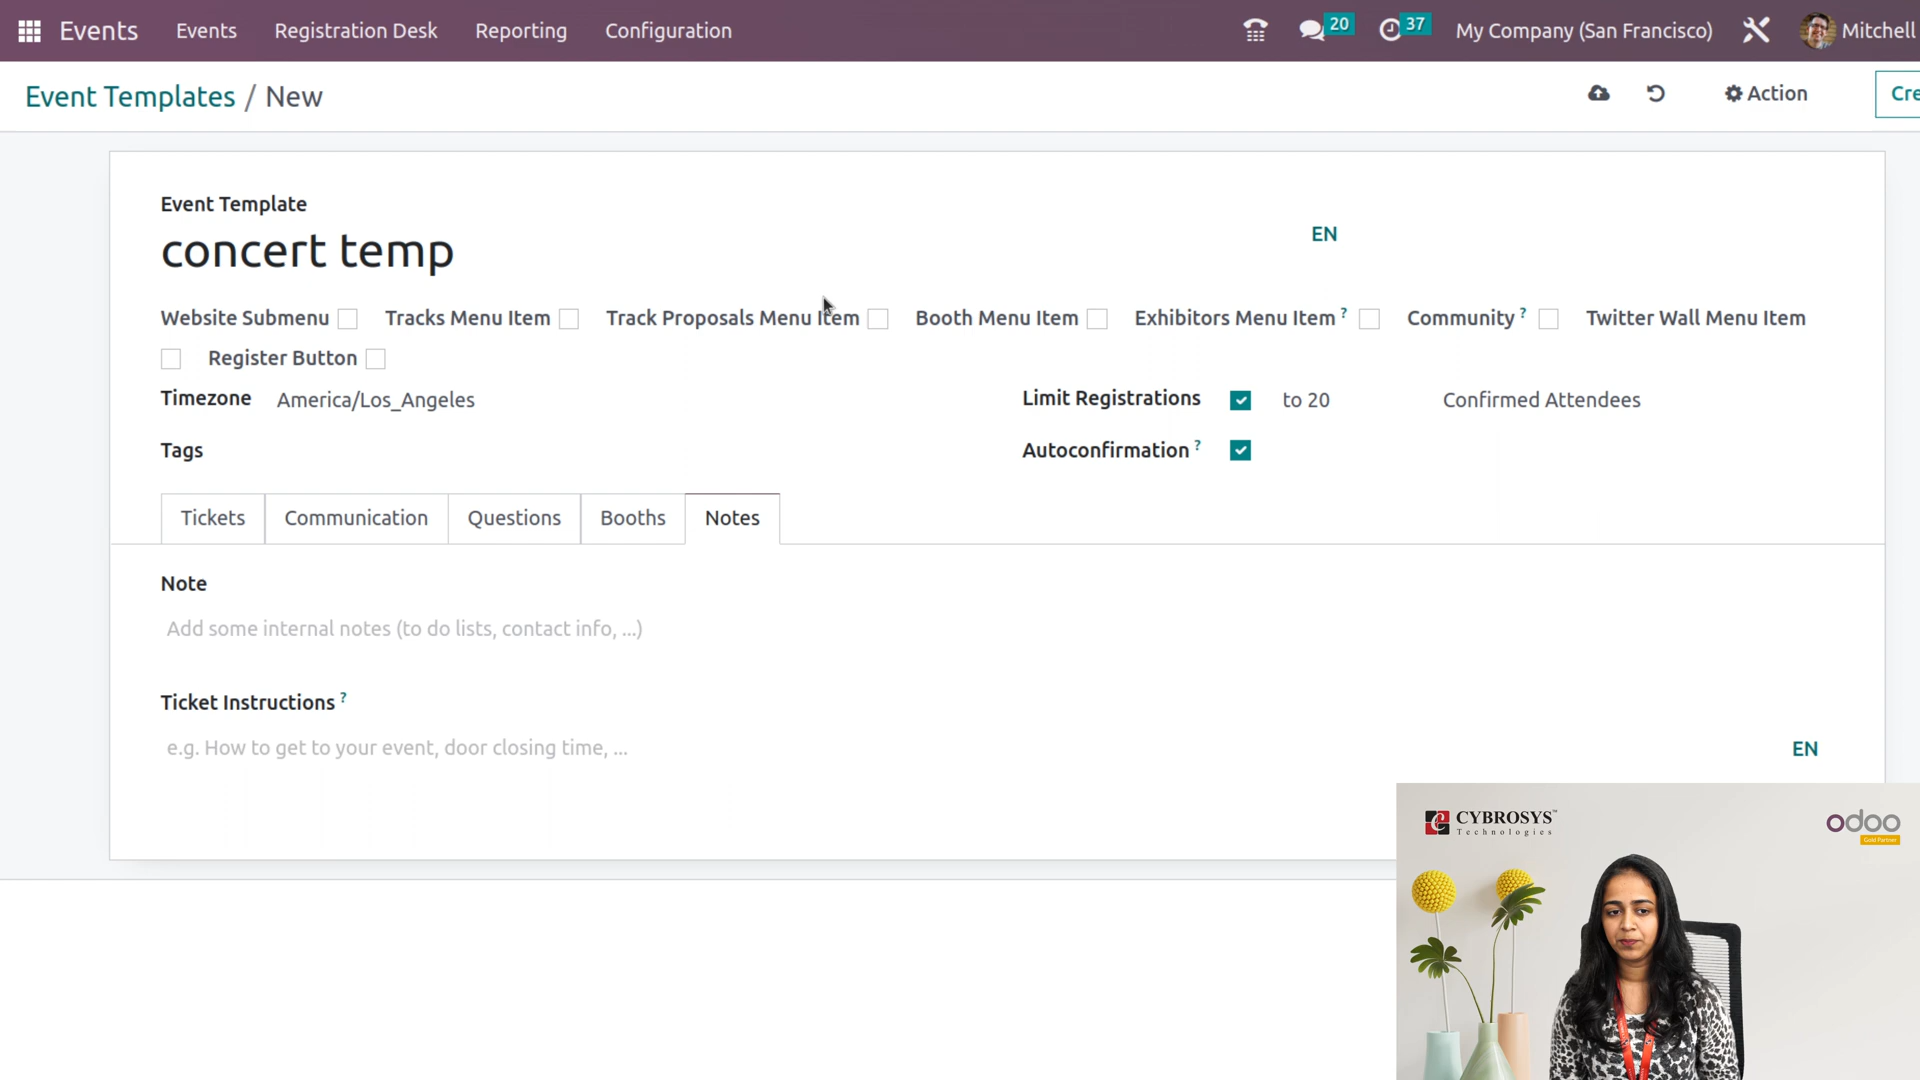 Events Events Registration Desk Reporting Configuration 20 37 My Company (San Francisco) Mitchell
Event Templates / New Action Cre
Event Template
concert temp EN
Website Submenu Tracks Menu Item Track Proposals Menu Item Booth Menu Item Exhibitors Menu Item ? Community ? Twitter Wall Menu Item
Register Button
Timezone America/Los_Angeles Limit Registrations to 20 Confirmed Attendees
Tags Autoconfirmation ?
Tickets Communication Questions Booths Notes
Note
Add some internal notes (to do lists, contact info, ...)
Ticket Instructions ?
e.g. How to get to your event, door closing time, ... EN
CYBROSYS™
Technologies
odoo
Gold Partner